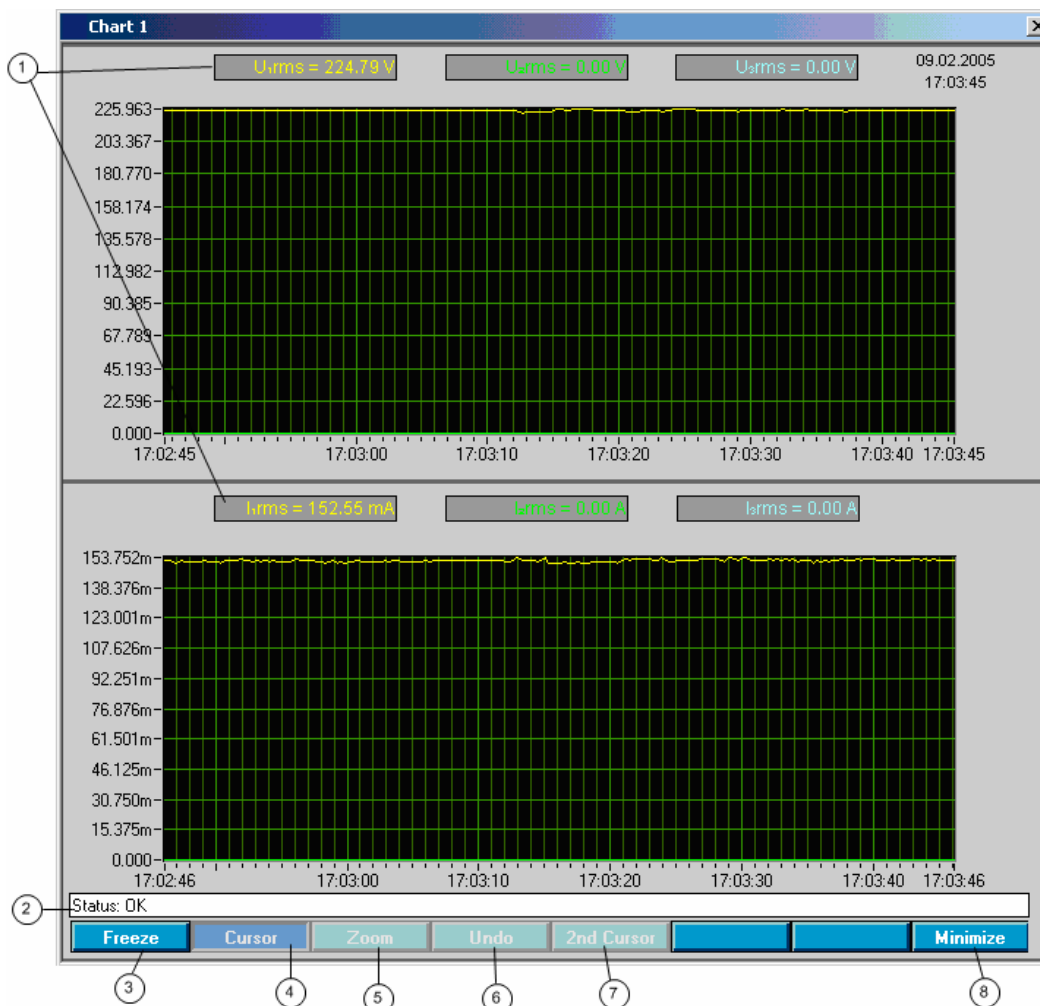 Chart 1
1
U₁rms = 224.79 V
U₂rms = 0.00 V
U₃rms = 0.00 V
09.02.2005
17:03:45
225.963
203.367
180.770
158.174
135.578
112.982
90.385
67.789
45.193
22.596
0.000
17:02:45 17:03:00 17:03:10 17:03:20 17:03:30 17:03:40 17:03:45
I₁rms = 152.55 mA
I₂rms = 0.00 A
I₃rms = 0.00 A
153.752m
138.376m
123.001m
107.626m
92.251m
76.876m
61.501m
46.125m
30.750m
15.375m
0.000
17:02:46 17:03:00 17:03:10 17:03:20 17:03:30 17:03:40 17:03:46
2
Status: OK
Freeze Cursor Zoom Undo 2nd Cursor Minimize
3 4 5 6 7 8